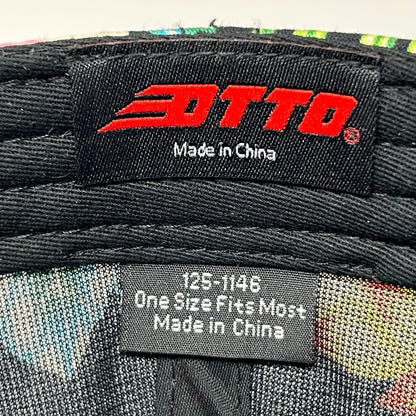 OTTO®
Made in China
125-1146
One Size Fits Most
Made in China